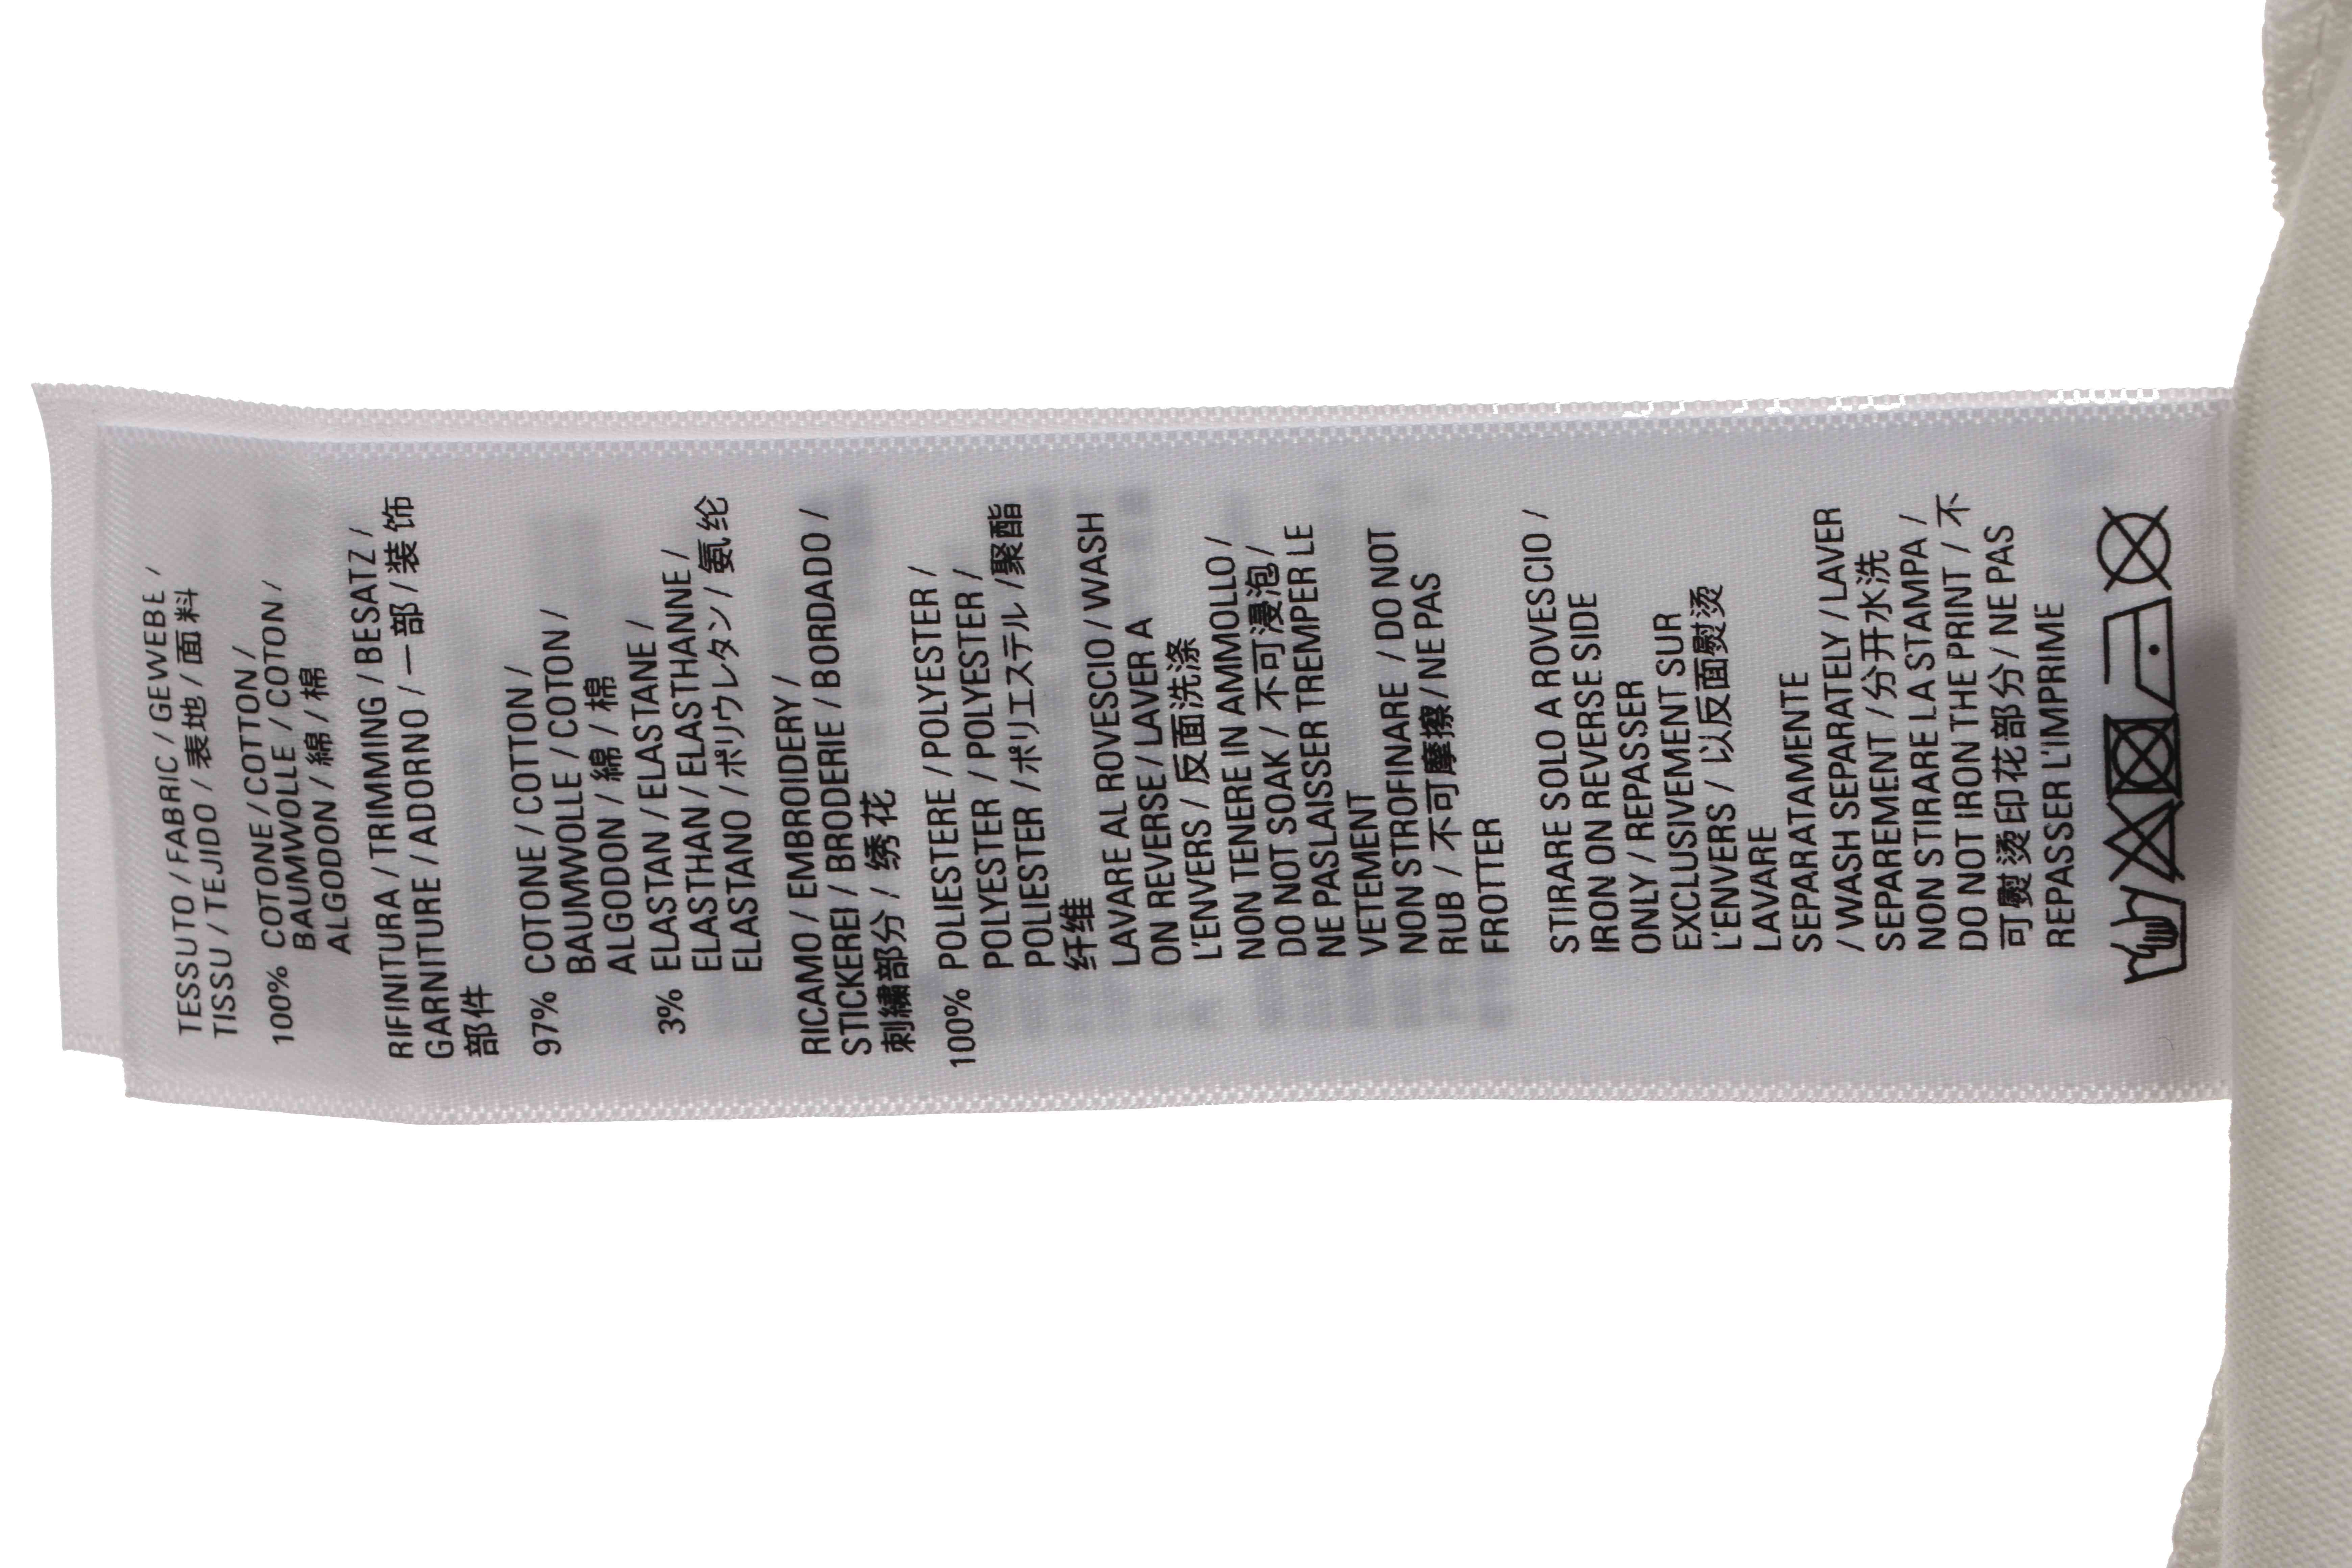 TESSUTO / FABRIC / GEWEBE /
TISSU / TEJIDO / 表地 / 面料
100% COTONE / COTTON /
BAUMWOLLE / COTON /
ALGODON / 綿 / 棉
RIFINITURA / TRIMMING / BESATZ /
GARNITURE / ADORNO / 一部 / 装饰
部件
97% COTONE / COTTON /
BAUMWOLLE / COTON /
ALGODON / 綿 / 棉
3% ELASTAN / ELASTANE /
ELASTHAN / ELASTHANNE /
ELASTANO / ポリウレタン / 氨纶
RICAMO / EMBROIDERY /
STICKEREI / BRODERIE / BORDADO /
刺繍部分 / 绣花
100% POLIESTERE / POLYESTER /
POLYESTER / POLYESTER /
POLIESTER / ポリエステル / 聚酯
纤维
LAVARE AL ROVESCIO / WASH
ON REVERSE / LAVER A
L'ENVERS / 反面洗涤
NON TENERE IN AMMOLLO /
DO NOT SOAK / 不可浸泡 /
NE PASLAISSER TREMPER LE
VETEMENT
NON STROFINARE / DO NOT
RUB / 不可摩擦 / NE PAS
FROTTER
STIRARE SOLO A ROVESCIO /
IRON ON REVERSE SIDE
ONLY / REPASSER
EXCLUSIVEMENT SUR
L'ENVERS / 以反面熨烫
LAVARE
SEPARATAMENTE
/ WASH SEPARATELY / LAVER
SEPAREMENT / 分开水洗
NON STIRARE LA STAMPA /
DO NOT IRON THE PRINT / 不
可熨烫印花部分 / NE PAS
REPASSER L'IMPRIME